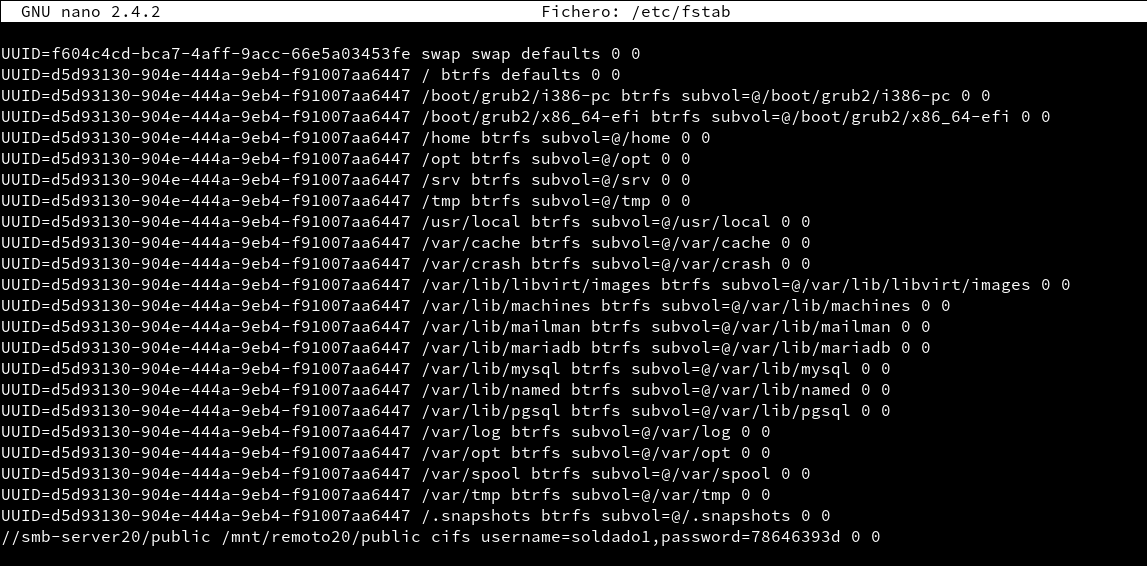 GNU nano 2.4.2 Fichero: /etc/fstab
UUID=f604c4cd-bca7-4aff-9acc-66e5a03453fe swap swap defaults 0 0
UUID=d5d93130-904e-444a-9eb4-f91007aa6447 / btrfs defaults 0 0
UUID=d5d93130-904e-444a-9eb4-f91007aa6447 /boot/grub2/i386-pc btrfs subvol=@/boot/grub2/i386-pc 0 0
UUID=d5d93130-904e-444a-9eb4-f91007aa6447 /boot/grub2/x86_64-efi btrfs subvol=@/boot/grub2/x86_64-efi 0 0
UUID=d5d93130-904e-444a-9eb4-f91007aa6447 /home btrfs subvol=@/home 0 0
UUID=d5d93130-904e-444a-9eb4-f91007aa6447 /opt btrfs subvol=@/opt 0 0
UUID=d5d93130-904e-444a-9eb4-f91007aa6447 /srv btrfs subvol=@/srv 0 0
UUID=d5d93130-904e-444a-9eb4-f91007aa6447 /tmp btrfs subvol=@/tmp 0 0
UUID=d5d93130-904e-444a-9eb4-f91007aa6447 /usr/local btrfs subvol=@/usr/local 0 0
UUID=d5d93130-904e-444a-9eb4-f91007aa6447 /var/cache btrfs subvol=@/var/cache 0 0
UUID=d5d93130-904e-444a-9eb4-f91007aa6447 /var/crash btrfs subvol=@/var/crash 0 0
UUID=d5d93130-904e-444a-9eb4-f91007aa6447 /var/lib/libvirt/images btrfs subvol=@/var/lib/libvirt/images 0 0
UUID=d5d93130-904e-444a-9eb4-f91007aa6447 /var/lib/machines btrfs subvol=@/var/lib/machines 0 0
UUID=d5d93130-904e-444a-9eb4-f91007aa6447 /var/lib/mailman btrfs subvol=@/var/lib/mailman 0 0
UUID=d5d93130-904e-444a-9eb4-f91007aa6447 /var/lib/mariadb btrfs subvol=@/var/lib/mariadb 0 0
UUID=d5d93130-904e-444a-9eb4-f91007aa6447 /var/lib/mysql btrfs subvol=@/var/lib/mysql 0 0
UUID=d5d93130-904e-444a-9eb4-f91007aa6447 /var/lib/named btrfs subvol=@/var/lib/named 0 0
UUID=d5d93130-904e-444a-9eb4-f91007aa6447 /var/lib/pgsql btrfs subvol=@/var/lib/pgsql 0 0
UUID=d5d93130-904e-444a-9eb4-f91007aa6447 /var/log btrfs subvol=@/var/log 0 0
UUID=d5d93130-904e-444a-9eb4-f91007aa6447 /var/opt btrfs subvol=@/var/opt 0 0
UUID=d5d93130-904e-444a-9eb4-f91007aa6447 /var/spool btrfs subvol=@/var/spool 0 0
UUID=d5d93130-904e-444a-9eb4-f91007aa6447 /var/tmp btrfs subvol=@/var/tmp 0 0
UUID=d5d93130-904e-444a-9eb4-f91007aa6447 /.snapshots btrfs subvol=@/.snapshots 0 0
//smb-server20/public /mnt/remoto20/public cifs username=soldado1,password=78646393d 0 0